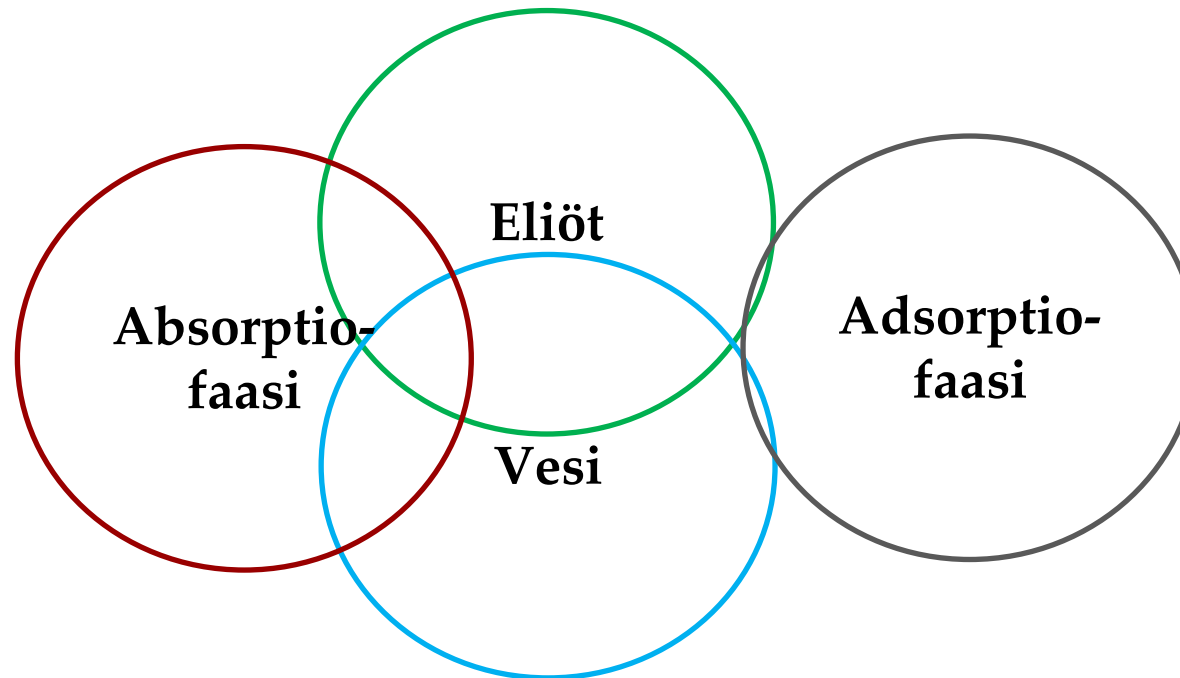 Eliöt
Absorptio-
faasi
Adsorptio-
faasi
Vesi